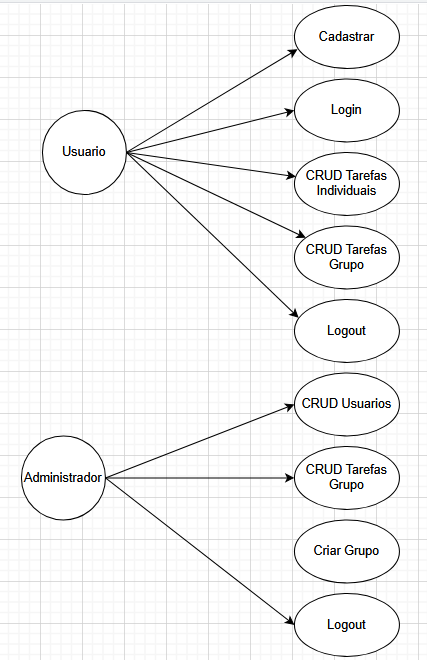 Cadastrar
Login
Usuario
CRUD Tarefas
Individuais
CRUD Tarefas
Grupo
Logout
CRUD Usuarios
Administrador
CRUD Tarefas
Grupo
Criar Grupo
Logout